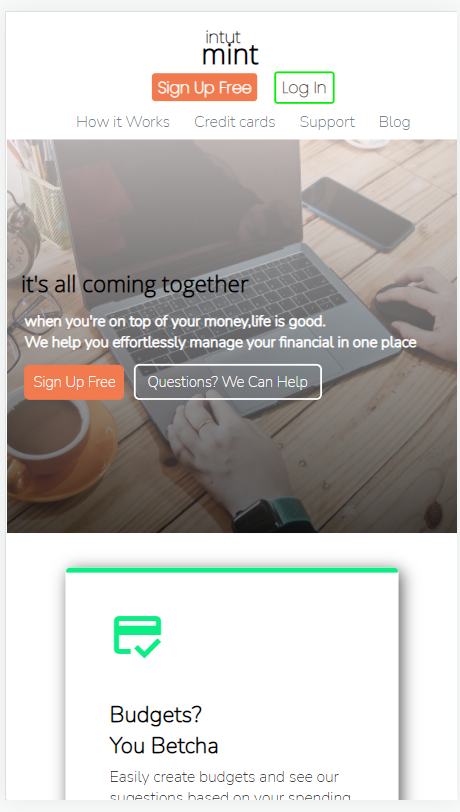 intut
mint
Sign Up Free
Log In
How it Works
Credit cards
Support
Blog
it's all coming together
when you're on top of your money,life is good.
We help you effortlessly manage your financial in one place
Sign Up Free
Questions? We Can Help
Budgets?
You Betcha
Easily create budgets and see our
sugestions based on your spending